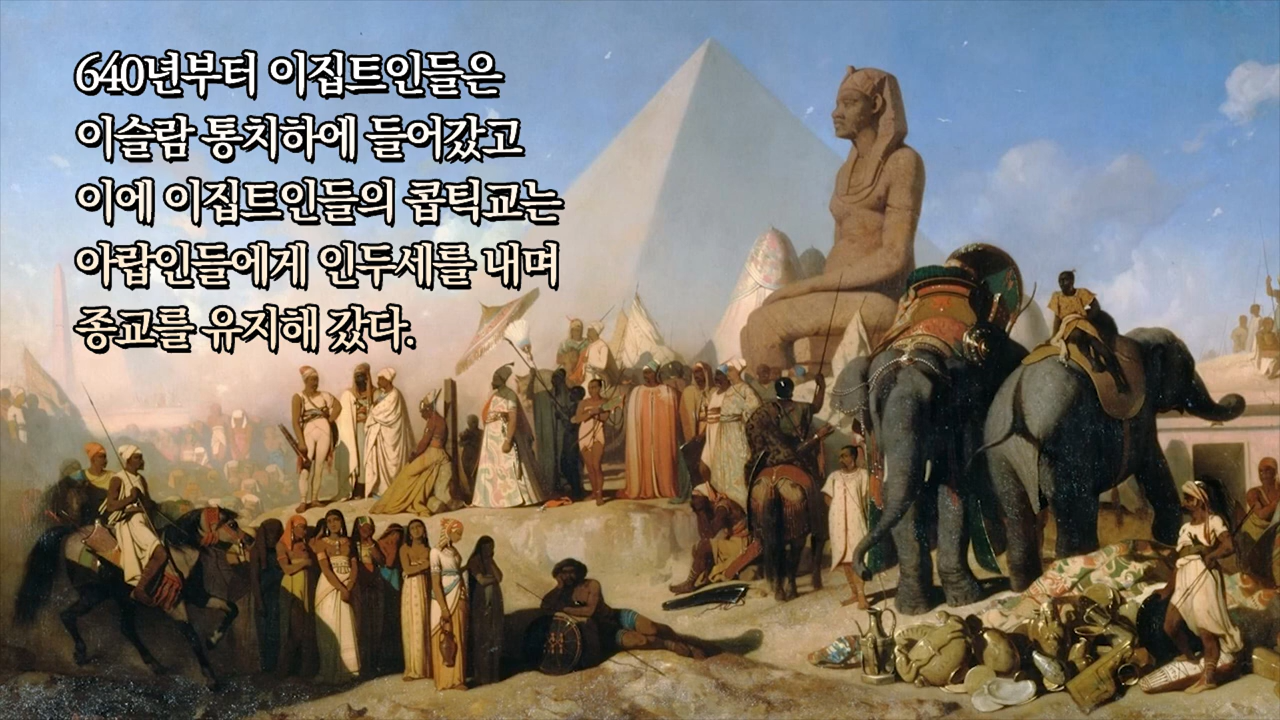 640년부터 이집트인들은
이슬람 통치하에 들어갔고
이에 이집트인들의 콥틱교는
아랍인들에게 인두세를 내며
종교를 유지해 갔다.